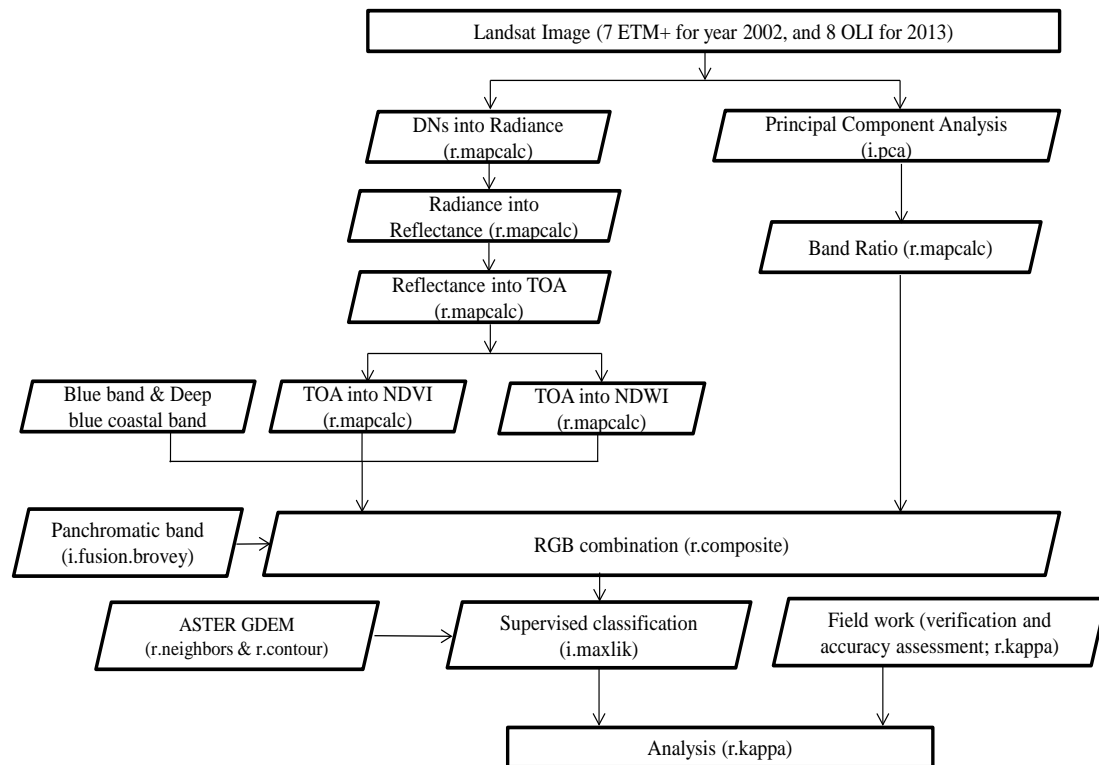 Landsat Image (7 ETM+ for year 2002, and 8 OLI for 2013)
DNs into Radiance
(r.mapcalc)
Principal Component Analysis
(i.pca)
Radiance into
Reflectance (r.mapcalc)
Band Ratio (r.mapcalc)
Reflectance into TOA
(r.mapcalc)
Blue band & Deep
blue coastal band
TOA into NDVI
(r.mapcalc)
TOA into NDWI
(r.mapcalc)
Panchromatic band
(i.fusion.brovey)
RGB combination (r.composite)
ASTER GDEM
(r.neighbors & r.contour)
Supervised classification
(i.maxlik)
Field work (verification and
accuracy assessment; r.kappa)
Analysis (r.kappa)